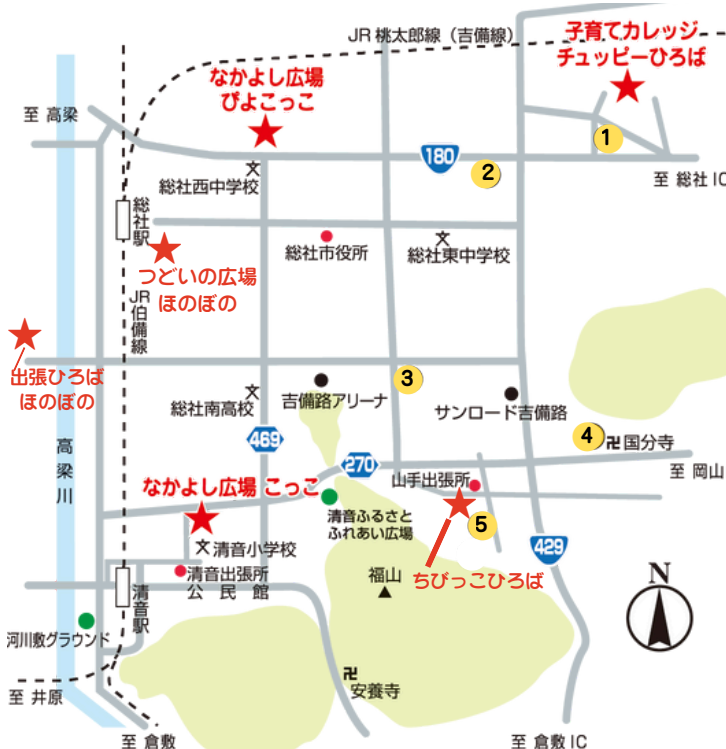 JR 桃太郎線（吉備線）
子育てカレッジ
チュッピーひろば
なかよし広場
ぴよこっこ
至 高梁
1
180
2
総社西中学校
至 総社 IC
総社駅
総社市役所
総社東中学校
つどいの広場
ほのぼの
JR伯備線
出張ひろば
ほのぼの
3
吉備路アリーナ
サンロード吉備路
総社南高校
469
4
国分寺
高梁川
270
至 岡山
山手出張所
なかよし広場 こっこ
清音ふるさと
ふれあい広場
5
清音小学校
429
清音出張所
公民館
ちびっこひろば
福山
清音駅
N
河川敷グラウンド
安養寺
至 井原
至 倉敷
至 倉敷 IC